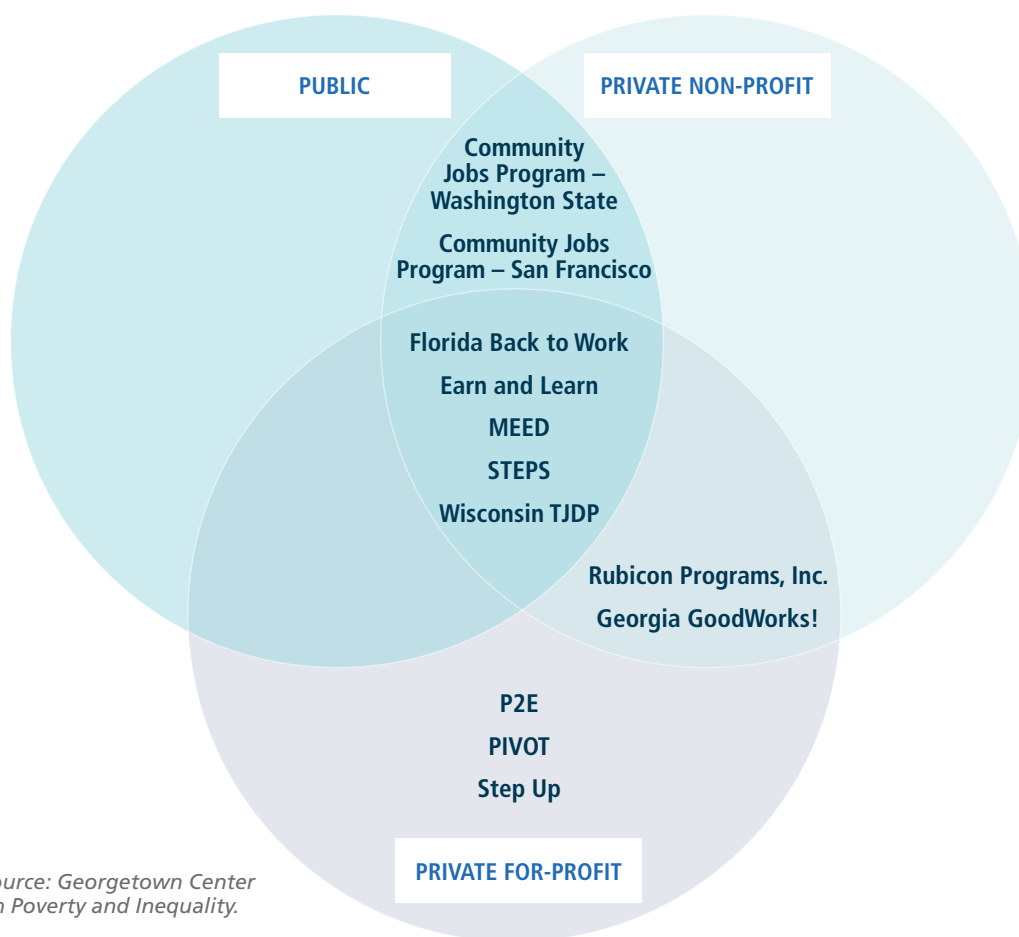 PUBLIC
PRIVATE NON-PROFIT
Community
Jobs Program –
Washington State
Community Jobs
Program – San Francisco
Florida Back to Work
Earn and Learn
MEED
STEPS
Wisconsin TJDP
Rubicon Programs, Inc.
Georgia GoodWorks!
P2E
PIVOT
Step Up
PRIVATE FOR-PROFIT
ource: Georgetown Center
n Poverty and Inequality.